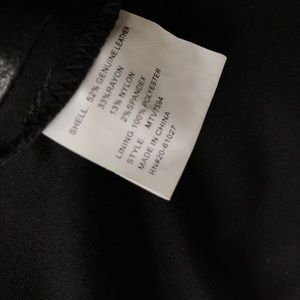 SHELL: 52% GENUINE LEATHER
33%RAYON
13% NYLON
2%SPANDEX
LINING 100% POLYESTER
STYLE: MTV7594
MADE IN CHINA
RN#20-61027